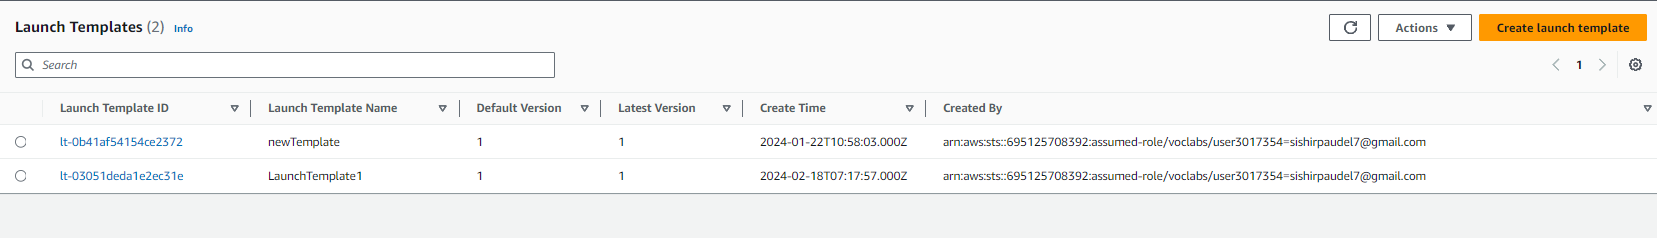 Launch Templates (2) Info
Actions
Create launch template
Search
1
Launch Template ID Launch Template Name Default Version Latest Version Create Time Created By
lt-0b41af54154ce2372 newTemplate 1 1 2024-01-22T10:58:03.000Z arn:aws:sts::695125708392:assumed-role/voclabs/user3017354=sishirpaudel7@gmail.com
lt-03051deda1e2ec31e LaunchTemplate1 1 1 2024-02-18T07:17:57.000Z arn:aws:sts::695125708392:assumed-role/voclabs/user3017354=sishirpaudel7@gmail.com